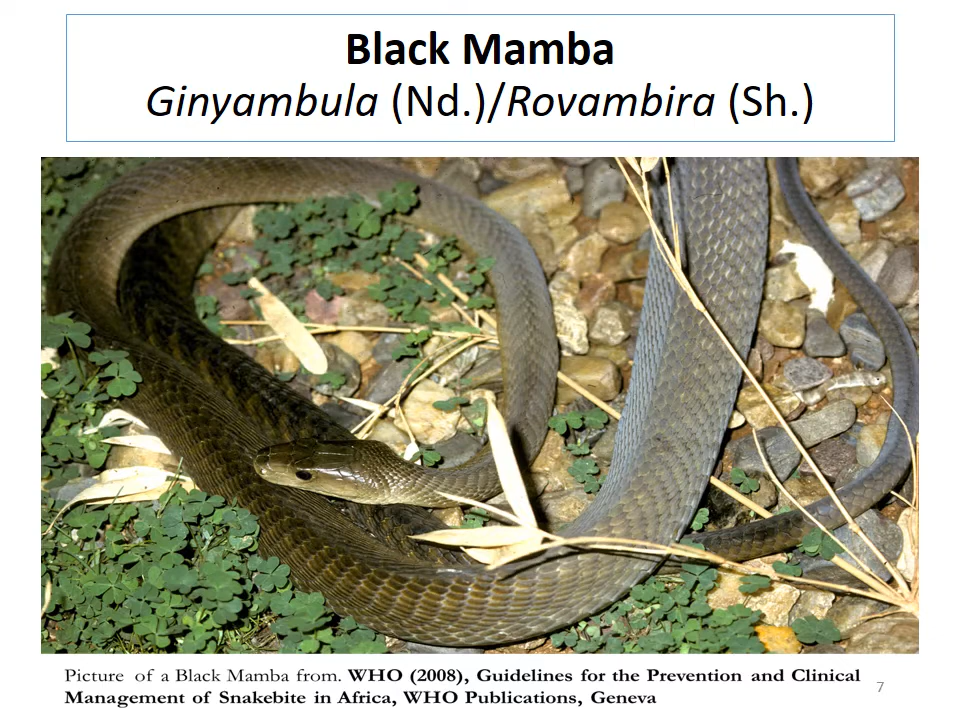 Black Mamba
Ginyambula (Nd.)/Rovambira (Sh.)
Picture of a Black Mamba from. WHO (2008), Guidelines for the Prevention and Clinical
Management of Snakebite in Africa, WHO Publications, Geneva
7